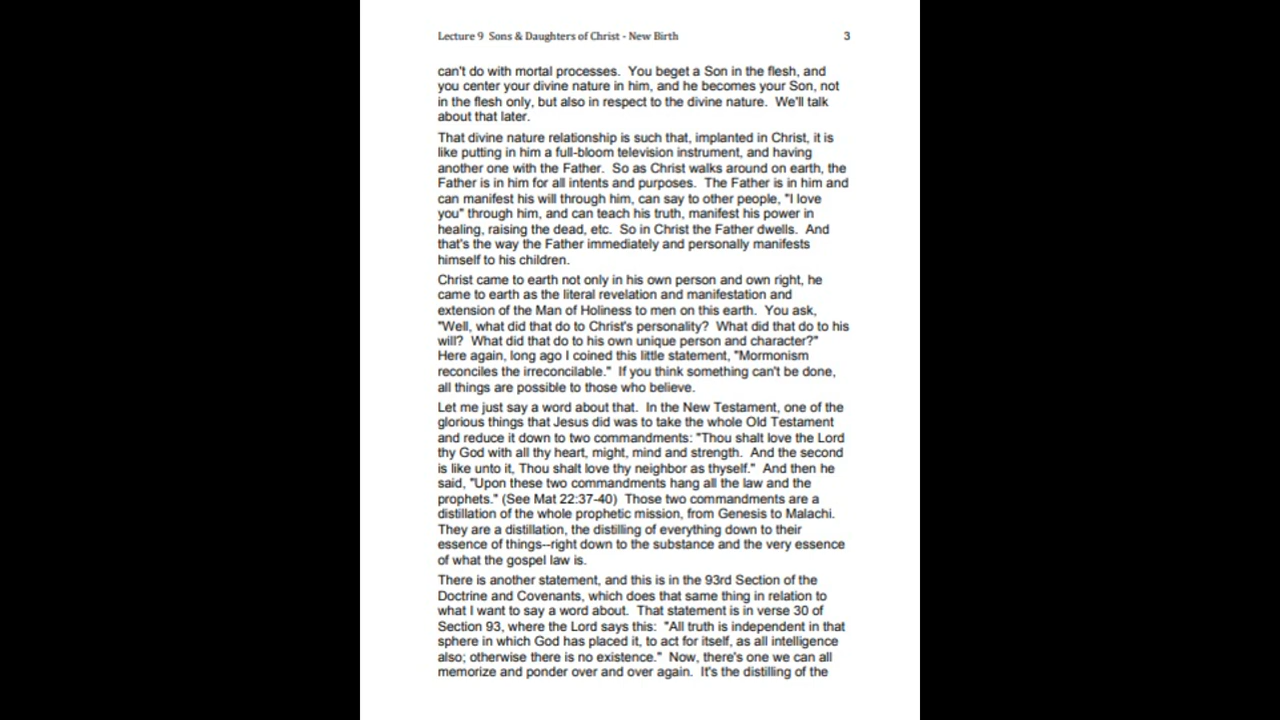 Lecture 9 Sons & Daughters of Christ - New Birth 3
can't do with mortal processes. You beget a Son in the flesh, and
you center your divine nature in him, and he becomes your Son, not
in the flesh only, but also in respect to the divine nature. We'll talk
about that later.
That divine nature relationship is such that, implanted in Christ, it is
like putting in him a full-bloom television instrument, and having
another one with the Father. So as Christ walks around on earth, the
Father is in him for all intents and purposes. The Father is in him and
can manifest his will through him, can say to other people, "I love
you" through him, and can teach his truth, manifest his power in
healing, raising the dead, etc. So in Christ the Father dwells. And
that's the way the Father immediately and personally manifests
himself to his children.
Christ came to earth not only in his own person and own right, he
came to earth as the literal revelation and manifestation and
extension of the Man of Holiness to men on this earth. You ask,
"Well, what did that do to Christ's personality? What did that do to his
will? What did that do to his own unique person and character?"
Here again, long ago I coined this little statement, "Mormonism
reconciles the irreconcilable." If you think something can't be done,
all things are possible to those who believe.
Let me just say a word about that. In the New Testament, one of the
glorious things that Jesus did was to take the whole Old Testament
and reduce it down to two commandments: "Thou shalt love the Lord
thy God with all thy heart, might, mind and strength. And the second
is like unto it, Thou shalt love thy neighbor as thyself." And then he
said, "Upon these two commandments hang all the law and the
prophets." (See Mat 22:37-40) Those two commandments are a
distillation of the whole prophetic mission, from Genesis to Malachi.
They are a distillation, the distilling of everything down to their
essence of things--right down to the substance and the very essence
of what the gospel law is.
There is another statement, and this is in the 93rd Section of the
Doctrine and Covenants, which does that same thing in relation to
what I want to say a word about. That statement is in verse 30 of
Section 93, where the Lord says this: "All truth is independent in that
sphere in which God has placed it, to act for itself, as all intelligence
also; otherwise there is no existence." Now, there's one we can all
memorize and ponder over and over again. It's the distilling of the